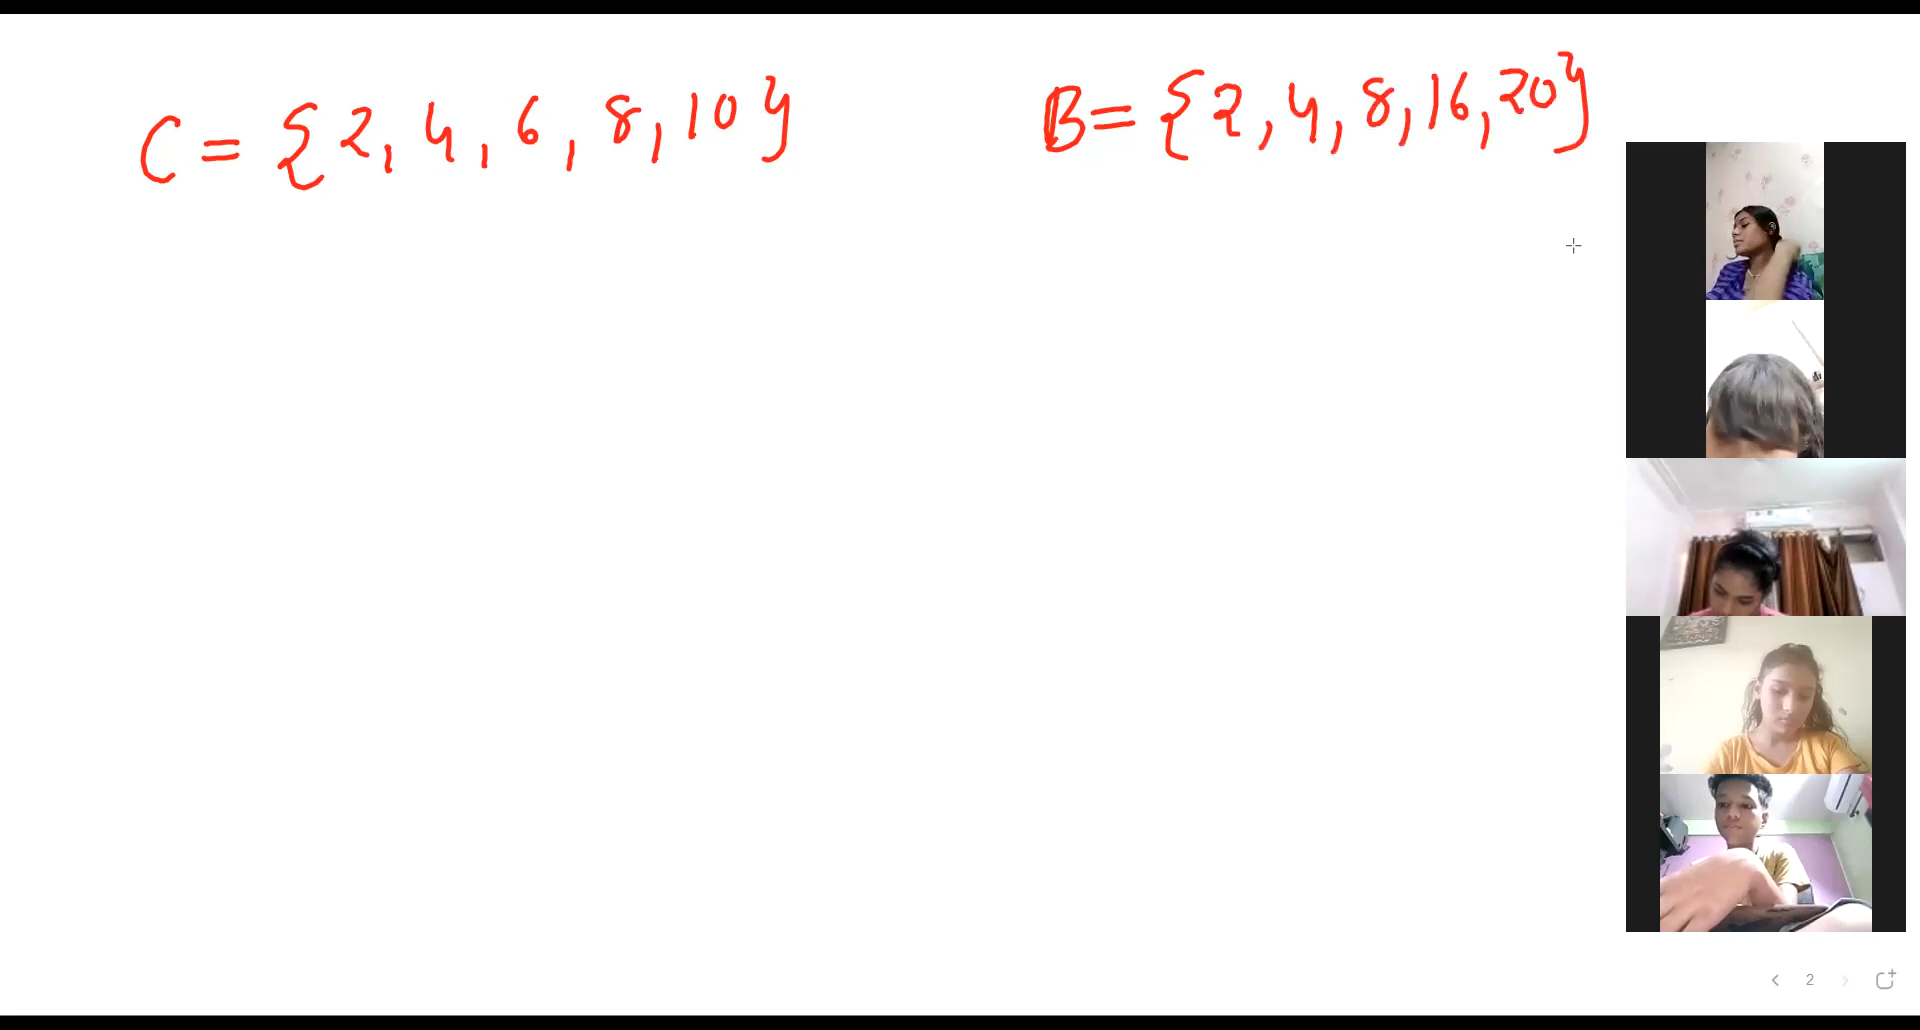 C = {2, 4, 6, 8, 10}
B = {2, 4, 8, 16, 20}
2